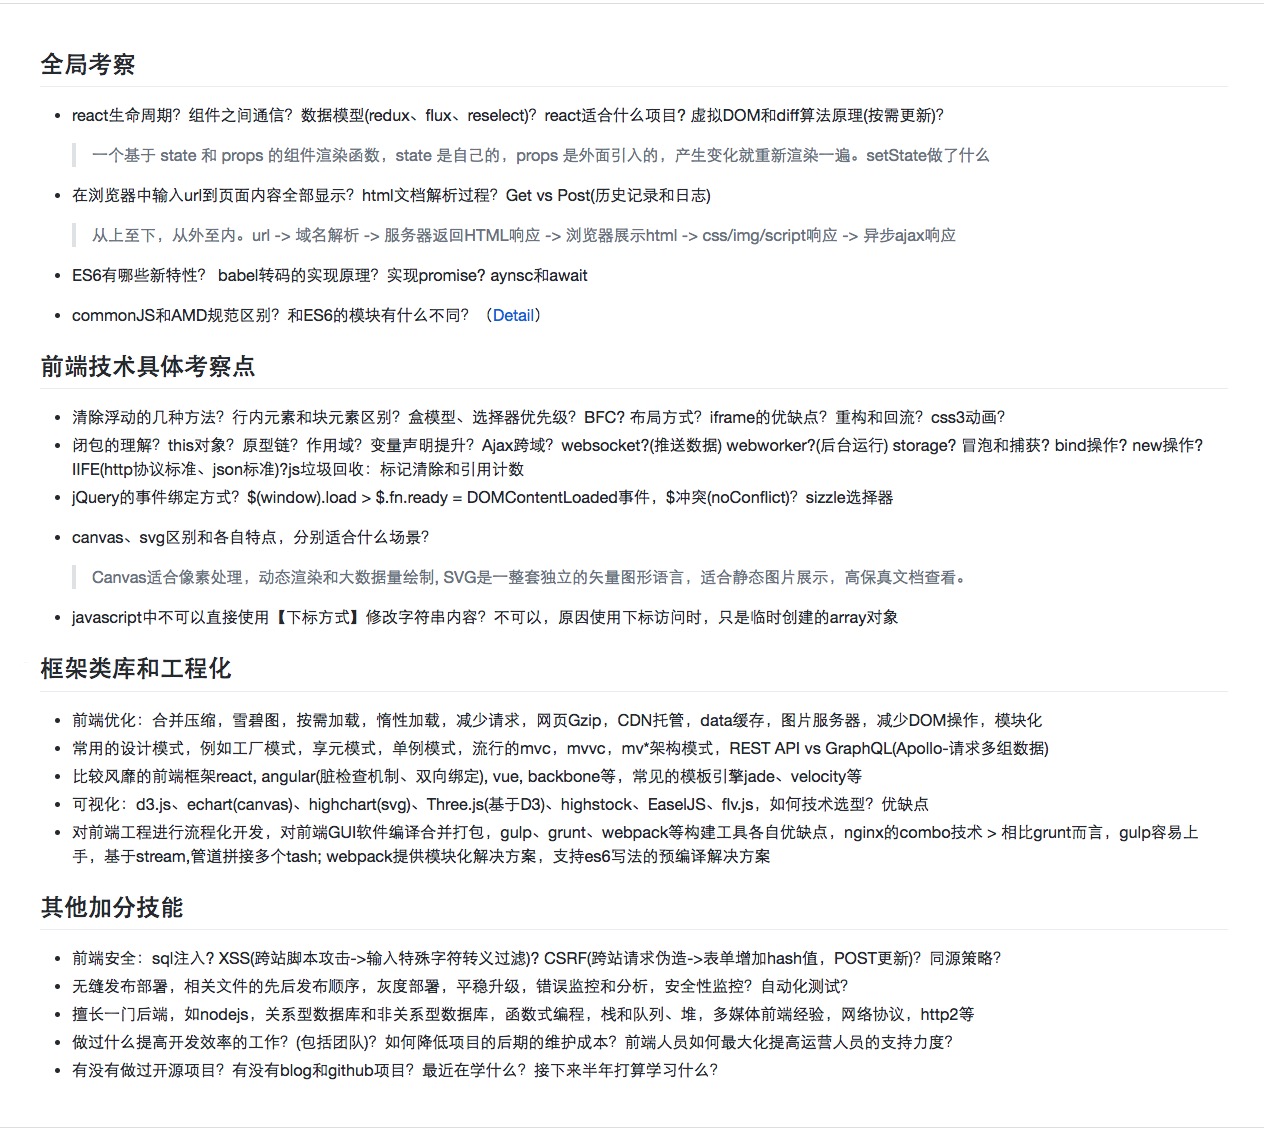 全局考察
react生命周期？组件之间通信？数据模型(redux、flux、reselect)？react适合什么项目? 虚拟DOM和diff算法原理(按需更新)?
一个基于 state 和 props 的组件渲染函数，state 是自己的，props 是外面引入的，产生变化就重新渲染一遍。setState做了什么
在浏览器中输入url到页面内容全部显示？html文档解析过程？Get vs Post(历史记录和日志)
从上至下，从外至内。url -> 域名解析 -> 服务器返回HTML响应 -> 浏览器展示html -> css/img/script响应 -> 异步ajax响应
ES6有哪些新特性？ babel转码的实现原理？实现promise? aynsc和await
commonJS和AMD规范区别？和ES6的模块有什么不同？（Detail）
前端技术具体考察点
清除浮动的几种方法？行内元素和块元素区别？盒模型、选择器优先级？BFC? 布局方式？iframe的优缺点？重构和回流？css3动画？
闭包的理解？this对象？原型链？作用域？变量声明提升？Ajax跨域？websocket?(推送数据) webworker?(后台运行) storage? 冒泡和捕获? bind操作? new操作?
IIFE(http协议标准、json标准)?js垃圾回收：标记清除和引用计数
jQuery的事件绑定方式？$(window).load > $.fn.ready = DOMContentLoaded事件，$冲突(noConflict)？sizzle选择器
canvas、svg区别和各自特点，分别适合什么场景？
Canvas适合像素处理，动态渲染和大数据量绘制, SVG是一整套独立的矢量图形语言，适合静态图片展示，高保真文档查看。
javascript中不可以直接使用【下标方式】修改字符串内容？不可以，原因使用下标访问时，只是临时创建的array对象
框架类库和工程化
前端优化：合并压缩，雪碧图，按需加载，惰性加载，减少请求，网页Gzip，CDN托管，data缓存，图片服务器，减少DOM操作，模块化
常用的设计模式，例如工厂模式，享元模式，单例模式，流行的mvc，mvvc，mv*架构模式，REST API vs GraphQL(Apollo-请求多组数据)
比较风靡的前端框架react, angular(脏检查机制、双向绑定), vue, backbone等，常见的模板引擎jade、velocity等
可视化：d3.js、echart(canvas)、highchart(svg)、Three.js(基于D3)、highstock、EaselJS、flv.js，如何技术选型？优缺点
对前端工程进行流程化开发，对前端GUI软件编译合并打包，gulp、grunt、webpack等构建工具各自优缺点，nginx的combo技术 > 相比grunt而言，gulp容易上
手，基于stream,管道拼接多个tash; webpack提供模块化解决方案，支持es6写法的预编译解决方案
其他加分技能
前端安全：sql注入? XSS(跨站脚本攻击->输入特殊字符转义过滤)? CSRF(跨站请求伪造->表单增加hash值，POST更新)？同源策略?
无缝发布部署，相关文件的先后发布顺序，灰度部署，平稳升级，错误监控和分析，安全性监控？自动化测试?
擅长一门后端，如nodejs，关系型数据库和非关系型数据库，函数式编程，栈和队列、堆，多媒体前端经验，网络协议，http2等
做过什么提高开发效率的工作？(包括团队)？如何降低项目的后期的维护成本？前端人员如何最大化提高运营人员的支持力度？
有没有做过开源项目？有没有blog和github项目？最近在学什么？接下来半年打算学习什么？